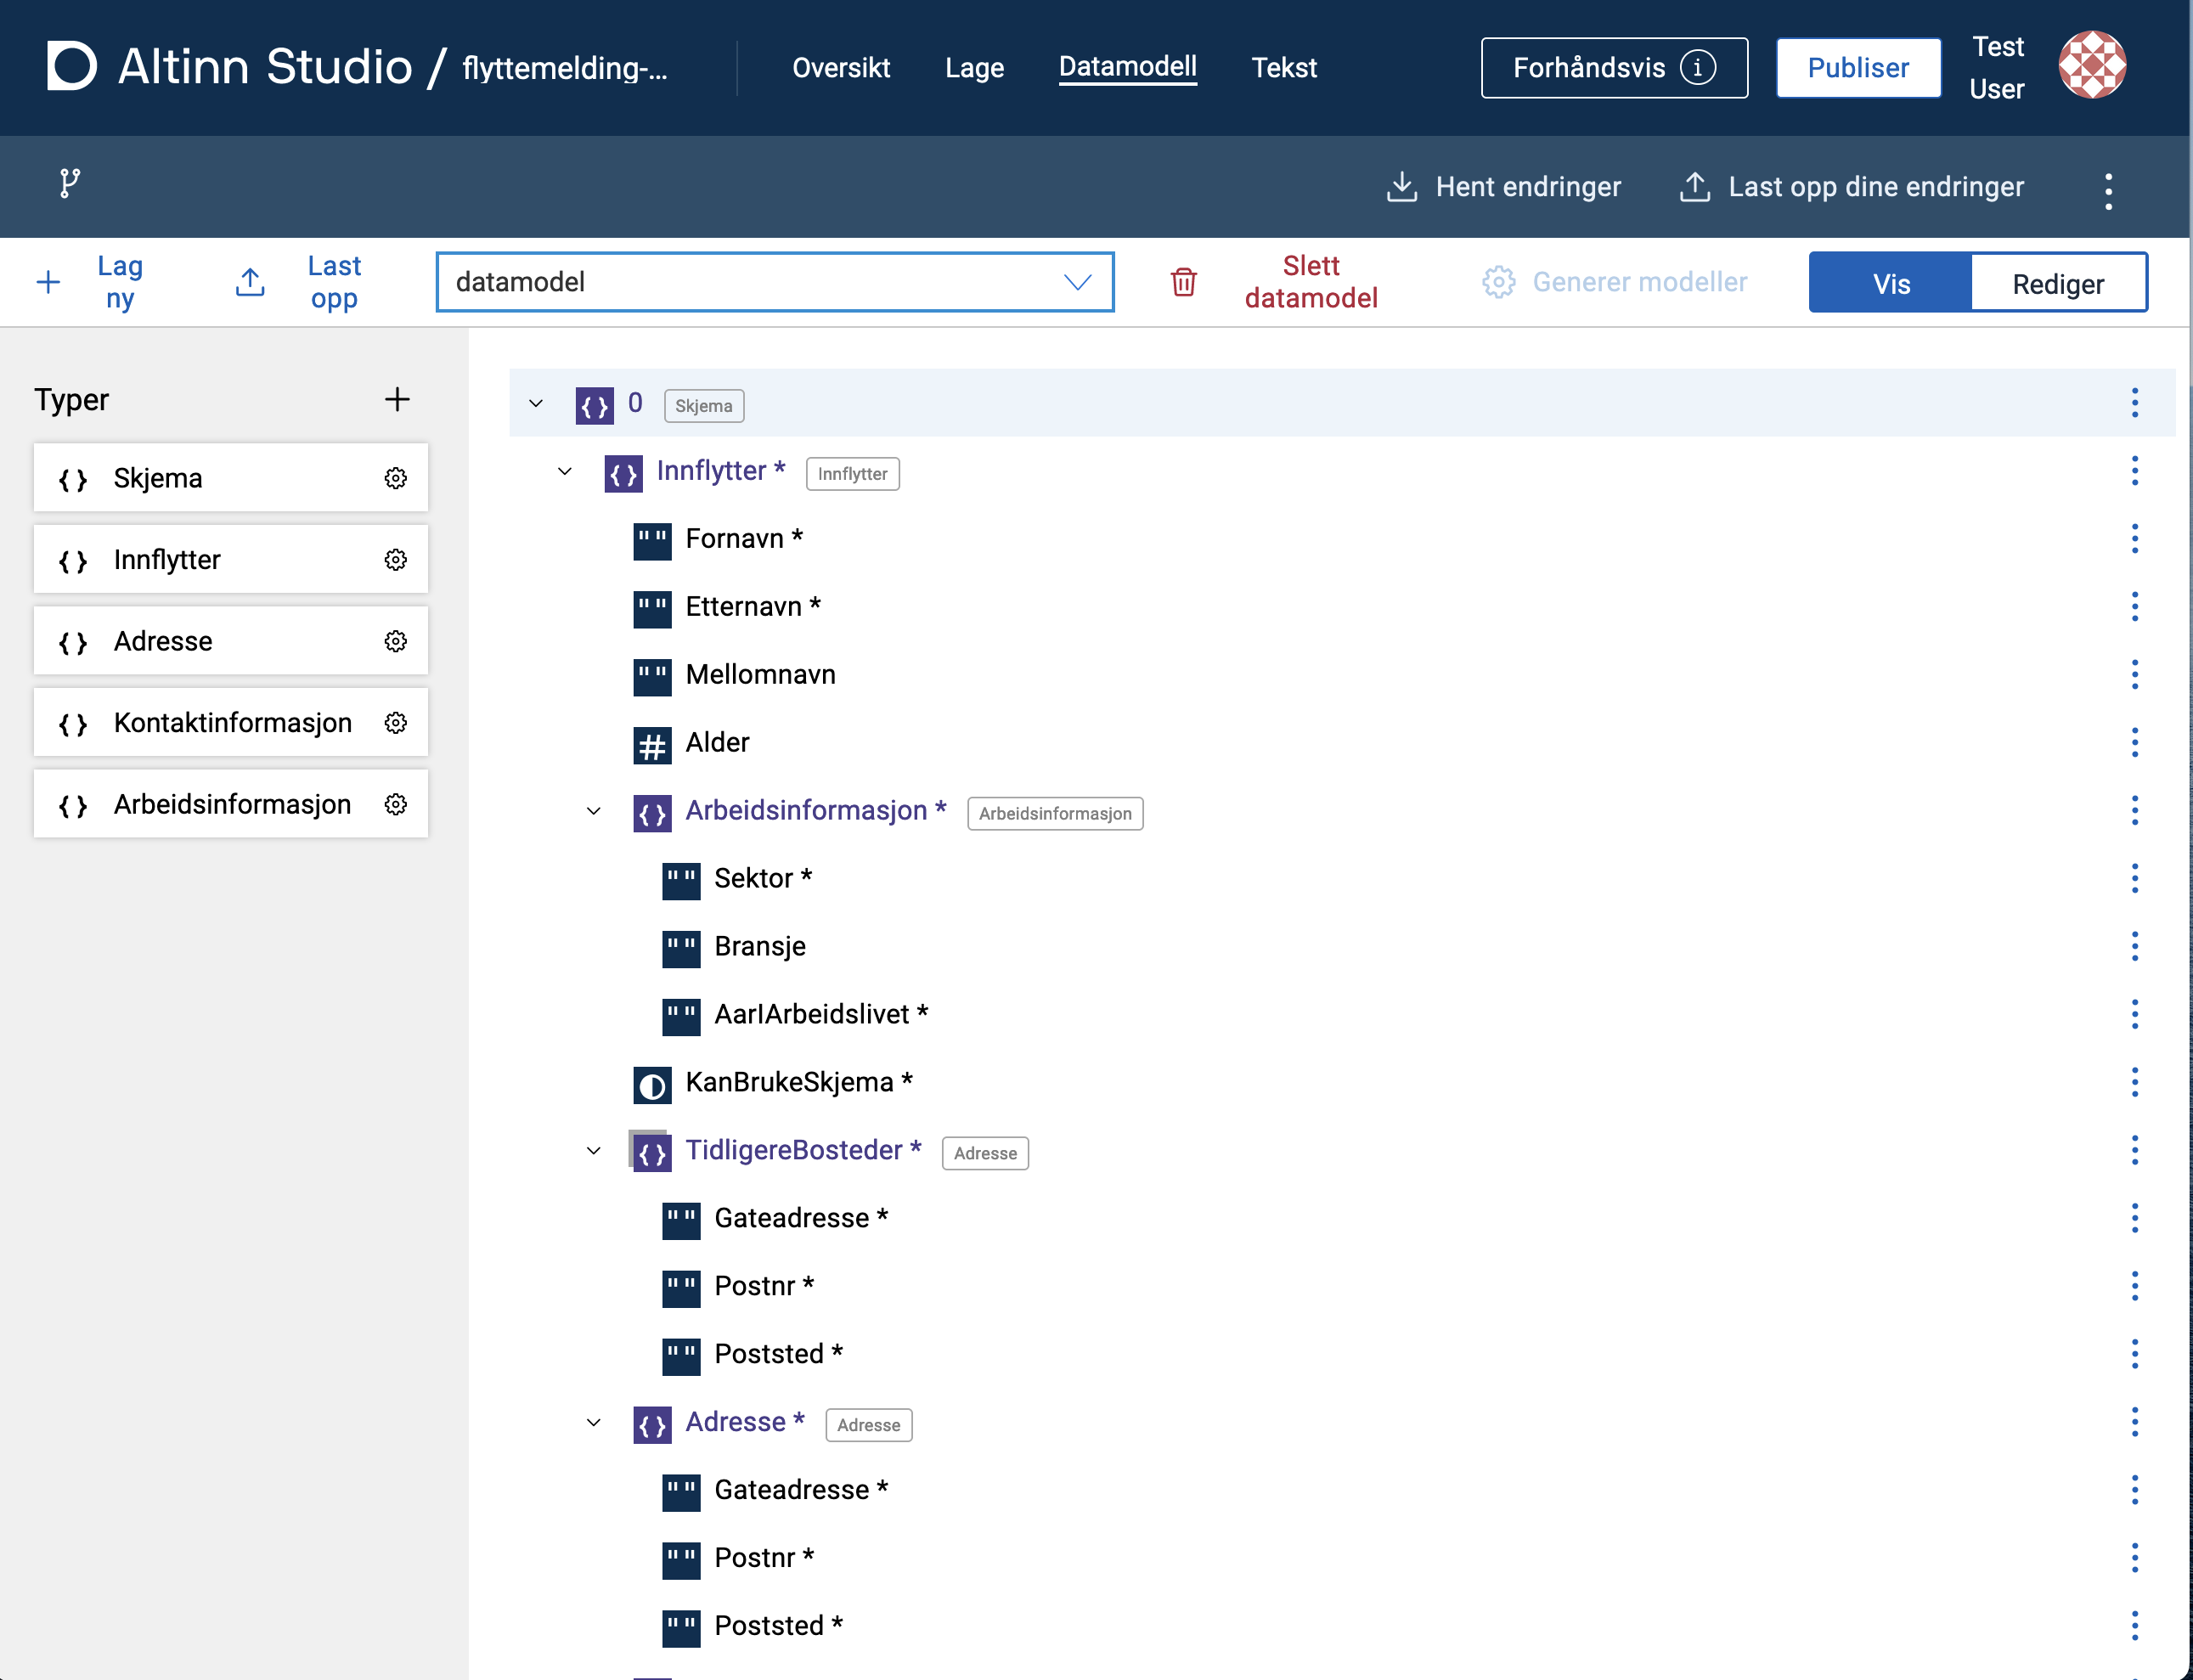 Altinn Studio / flyttemelding-...
Oversikt
Lage
Datamodell
Tekst
Forhåndsvis
Publiser
Test
User
Hent endringer
Last opp dine endringer
Lag
ny
Last
opp
datamodel
Slett
datamodel
Generer modeller
Vis
Rediger
Typer
Skjema
Innflytter
Adresse
Kontaktinformasjon
Arbeidsinformasjon
0 Skjema
Innflytter * Innflytter
Fornavn *
Etternavn *
Mellomnavn
Alder
Arbeidsinformasjon * Arbeidsinformasjon
Sektor *
Bransje
AarIArbeidslivet *
KanBrukeSkjema *
TidligereBosteder * Adresse
Gateadresse *
Postnr *
Poststed *
Adresse * Adresse
Gateadresse *
Postnr *
Poststed *